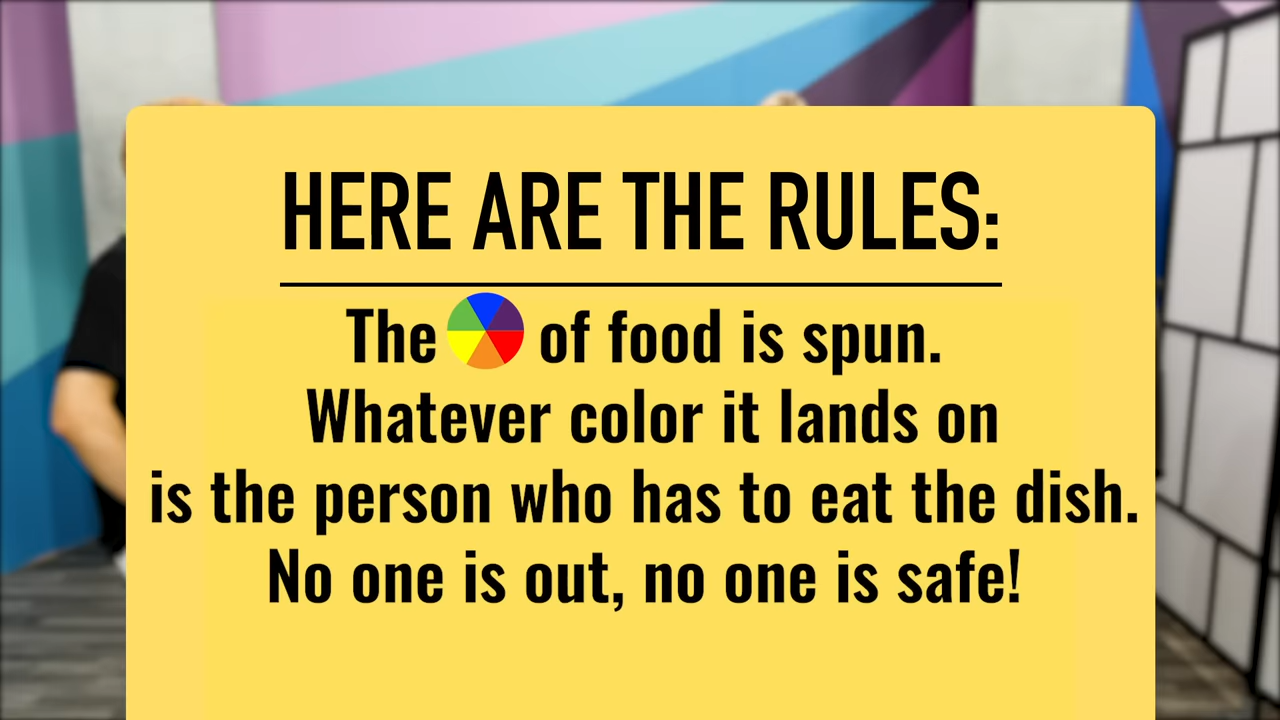 HERE ARE THE RULES:
The of food is spun.
Whatever color it lands on
is the person who has to eat the dish.
No one is out, no one is safe!